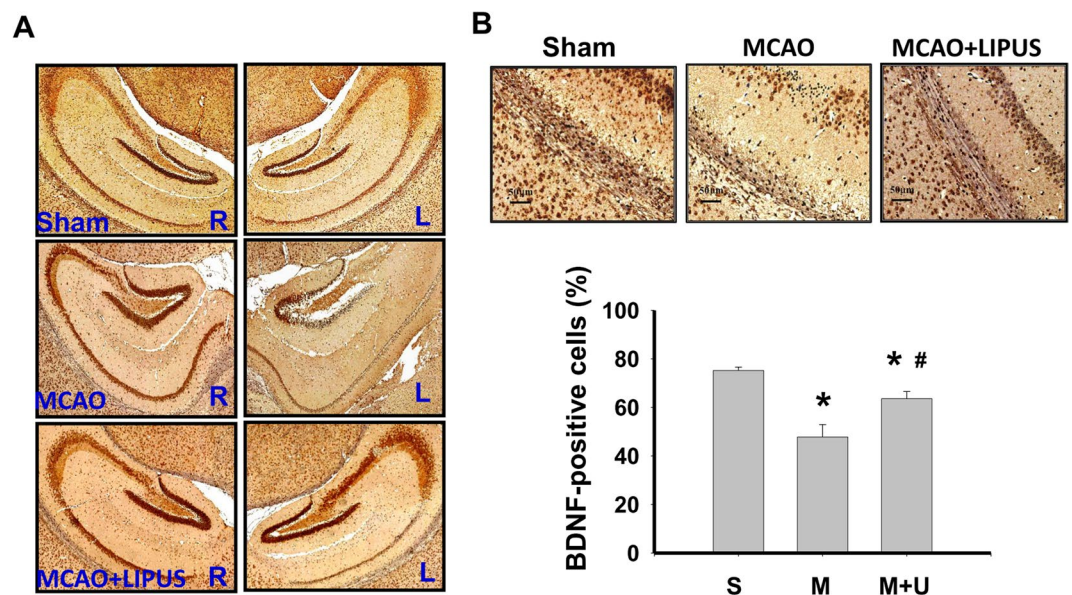 A
Sham R
L
MCAO R
L
MCAO+LIPUS R
L
B
Sham MCAO MCAO+LIPUS
50μm 50μm 50μm
BDNF-positive cells (%)
100
80
60
40
20
0
*
* #
S M M+U